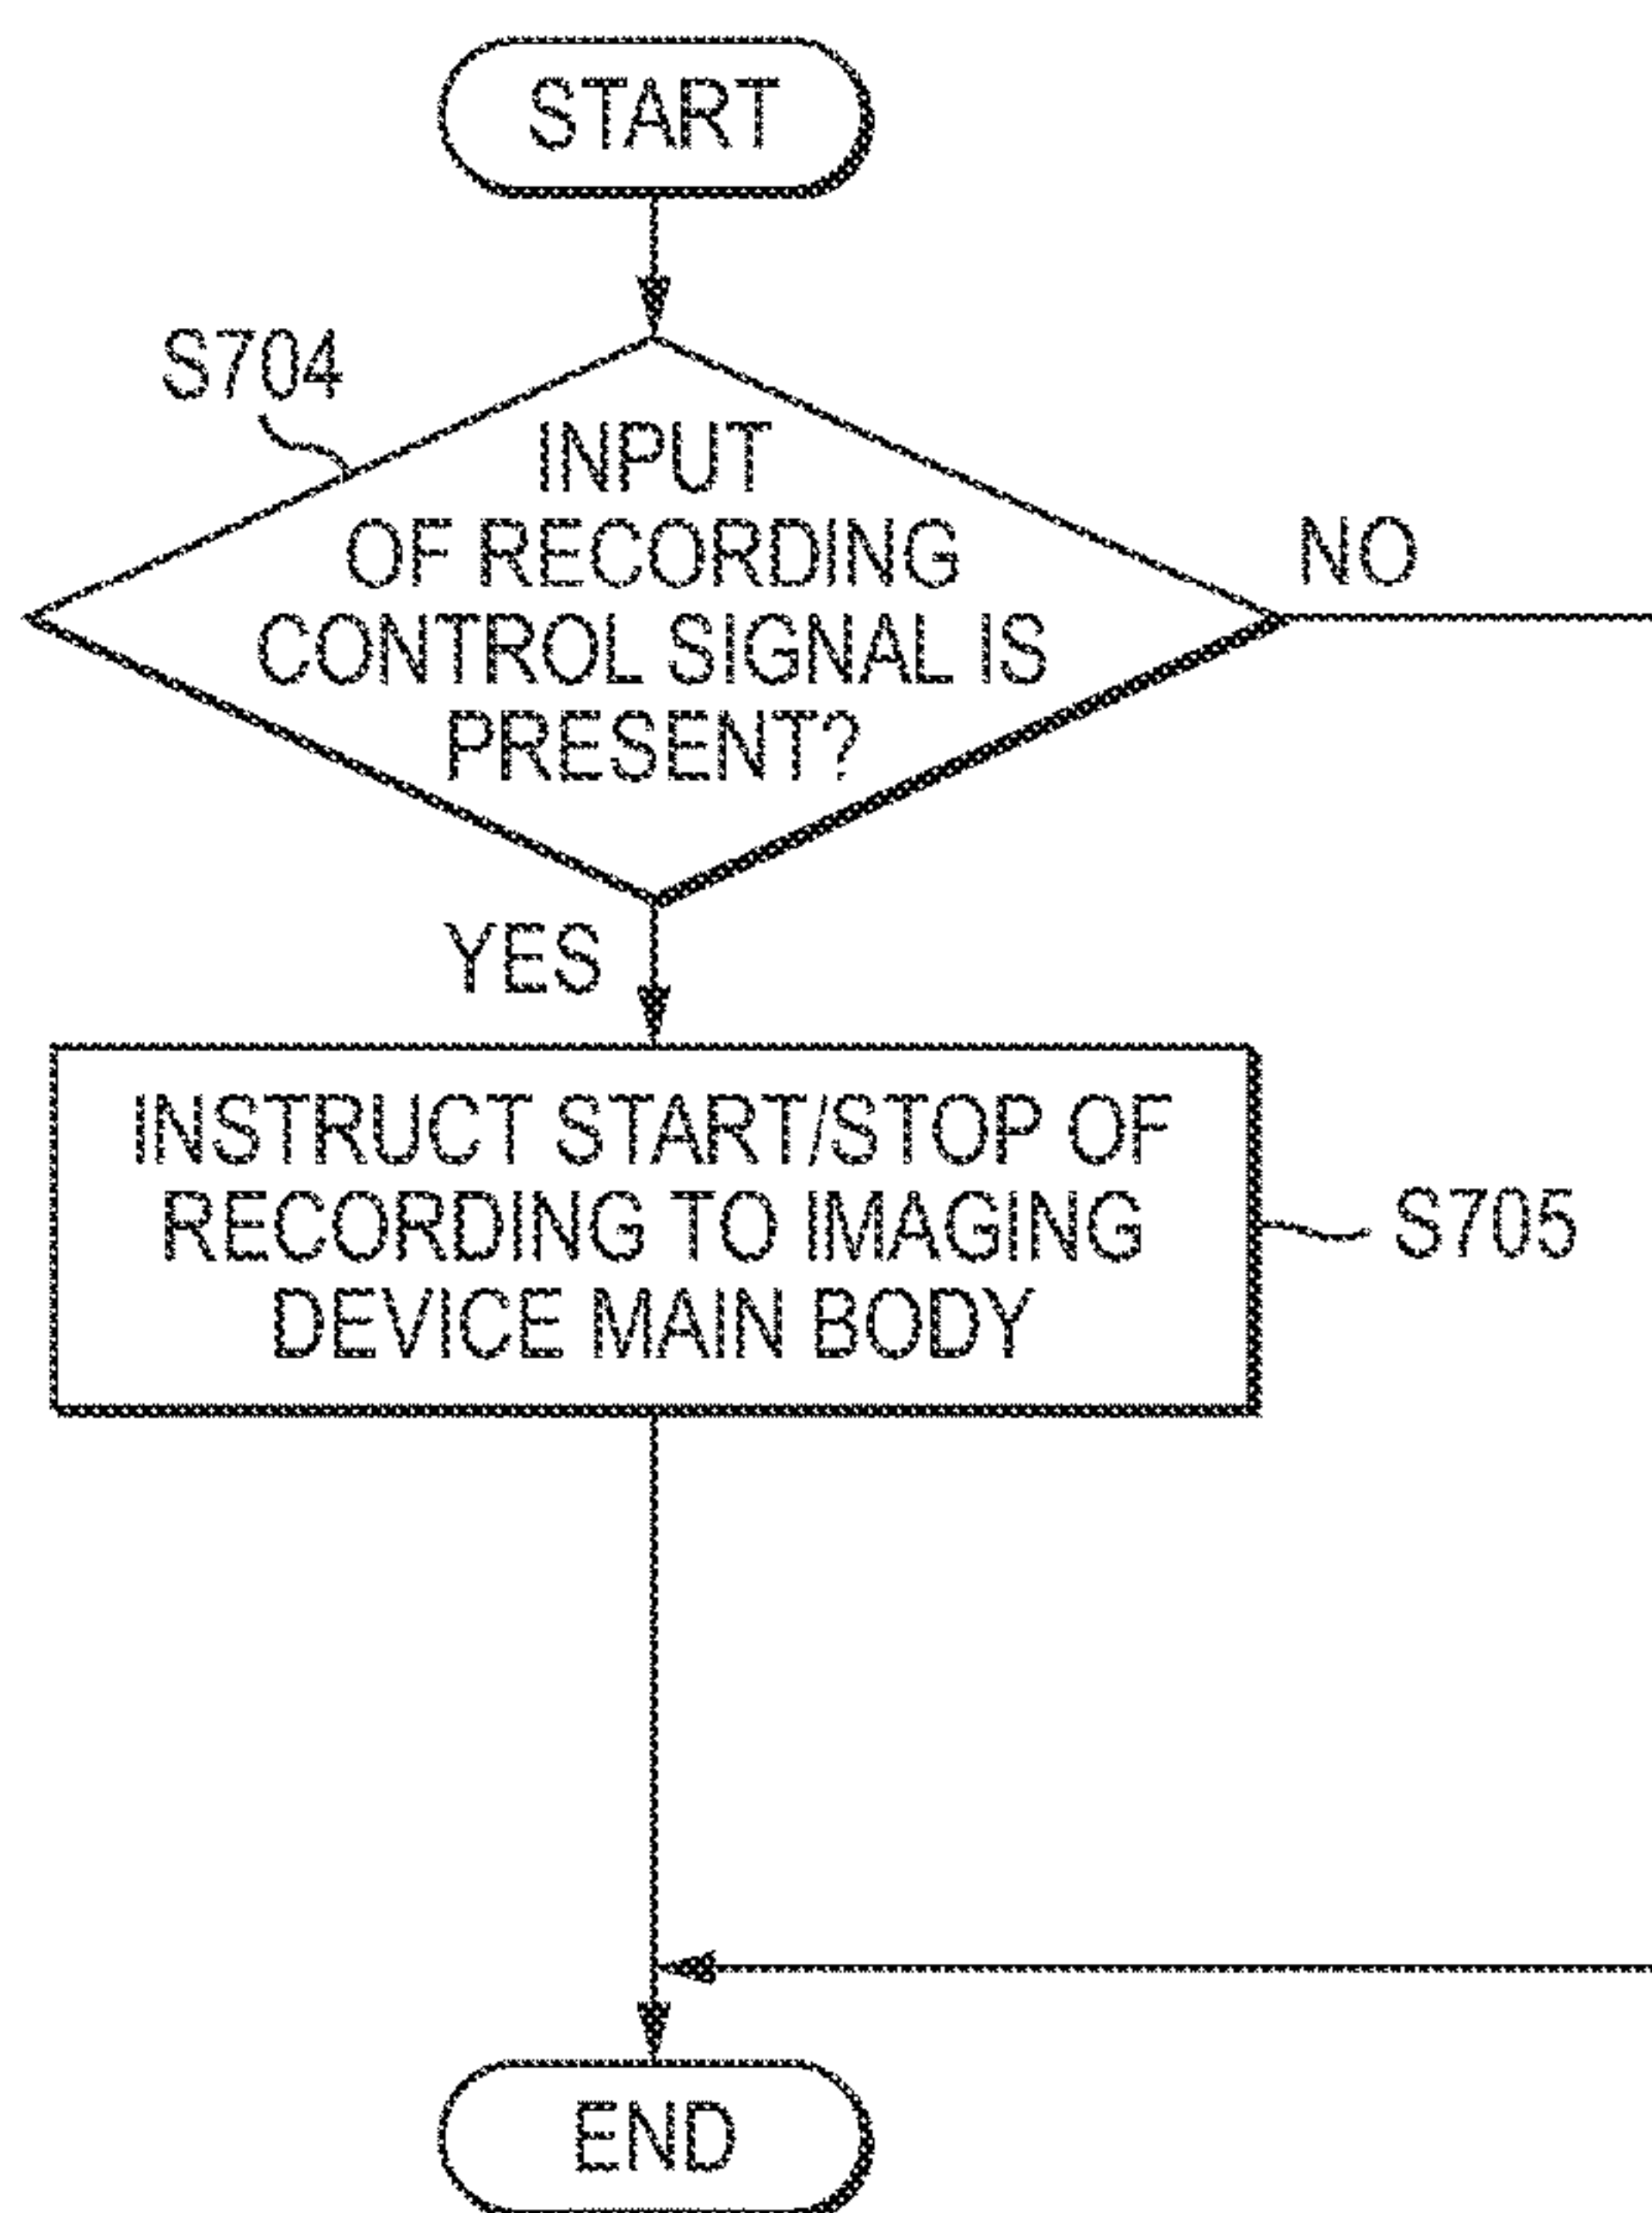 START
S704
INPUT
OF RECORDING
CONTROL SIGNAL IS
PRESENT?
NO
YES
INSTRUCT START/STOP OF
RECORDING TO IMAGING
DEVICE MAIN BODY
S705
END